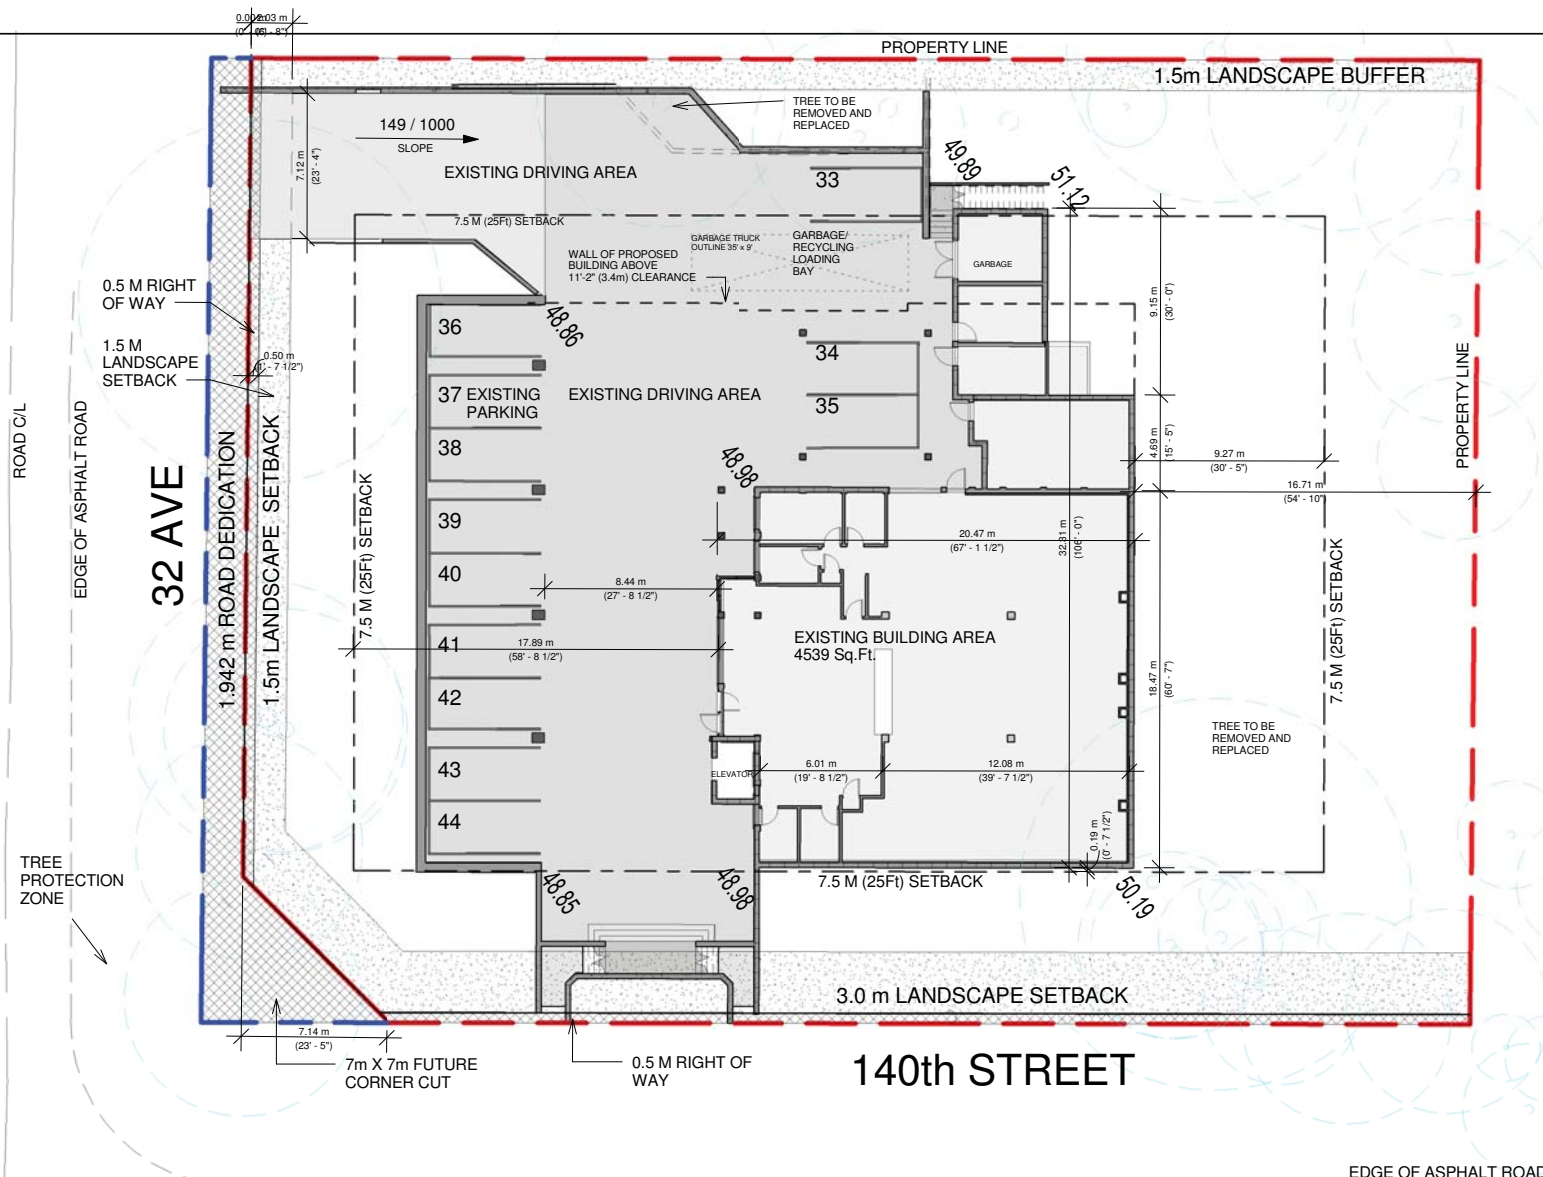 PROPERTY LINE
1.5m LANDSCAPE BUFFER
149 / 1000
SLOPE
TREE TO BE
REMOVED AND
REPLACED
7.12 m
(23' - 4")
EXISTING DRIVING AREA
33
49.89
51.12
7.5 M (25Ft) SETBACK
GARBAGE TRUCK
OUTLINE 35' x 9'
GARBAGE/
RECYCLING
LOADING
BAY
WALL OF PROPOSED
BUILDING ABOVE
11'-2" (3.4m) CLEARANCE
GARBAGE
0.5 M RIGHT
OF WAY
1.5 M
LANDSCAPE
SETBACK
0.50 m
(1' - 7 1/2")
36
48.86
34
9.15 m
(30' - 0")
37
EXISTING
PARKING
EXISTING DRIVING AREA
35
38
48.98
4.69 m
(15' - 5")
9.27 m
(30' - 5")
16.71 m
(54' - 10")
PROPERTY LINE
ROAD C/L
EDGE OF ASPHALT ROAD
32 AVE
1.942 m ROAD DEDICATION
1.5m LANDSCAPE SETBACK
7.5 M (25Ft) SETBACK
39
40
20.47 m
(67' - 1 1/2")
(106' - 0")
8.44 m
(27' - 8 1/2")
41
17.89 m
(58' - 8 1/2")
EXISTING BUILDING AREA
4539 Sq.Ft.
7.5 M (25Ft) SETBACK
18.47 m
(60' - 7")
42
TREE TO BE
REMOVED AND
REPLACED
43
ELEVATOR
6.01 m
(19' - 8 1/2")
12.08 m
(39' - 7 1/2")
44
0.19 m
(0' - 7 1/2")
TREE
PROTECTION
ZONE
48.85
48.98
7.5 M (25Ft) SETBACK
50.19
3.0 m LANDSCAPE SETBACK
7.14 m
(23' - 5")
7m X 7m FUTURE
CORNER CUT
0.5 M RIGHT OF
WAY
140th STREET
EDGE OF ASPHALT ROAD